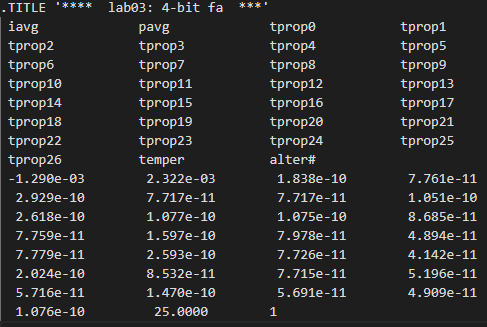 .TITLE '****  lab03: 4-bit fa  ***'
iavg pavg tprop0 tprop1
tprop2 tprop3 tprop4 tprop5
tprop6 tprop7 tprop8 tprop9
tprop10 tprop11 tprop12 tprop13
tprop14 tprop15 tprop16 tprop17
tprop18 tprop19 tprop20 tprop21
tprop22 tprop23 tprop24 tprop25
tprop26 temper alter#
-1.290e-03 2.322e-03 1.838e-10 7.761e-11
2.929e-10 7.717e-11 7.717e-11 1.051e-10
2.618e-10 1.077e-10 1.075e-10 8.685e-11
7.759e-11 1.597e-10 7.978e-11 4.894e-11
7.779e-11 2.593e-10 7.726e-11 4.142e-11
2.024e-10 8.532e-11 7.715e-11 5.196e-11
5.716e-11 1.470e-10 5.691e-11 4.909e-11
1.076e-10 25.0000 1